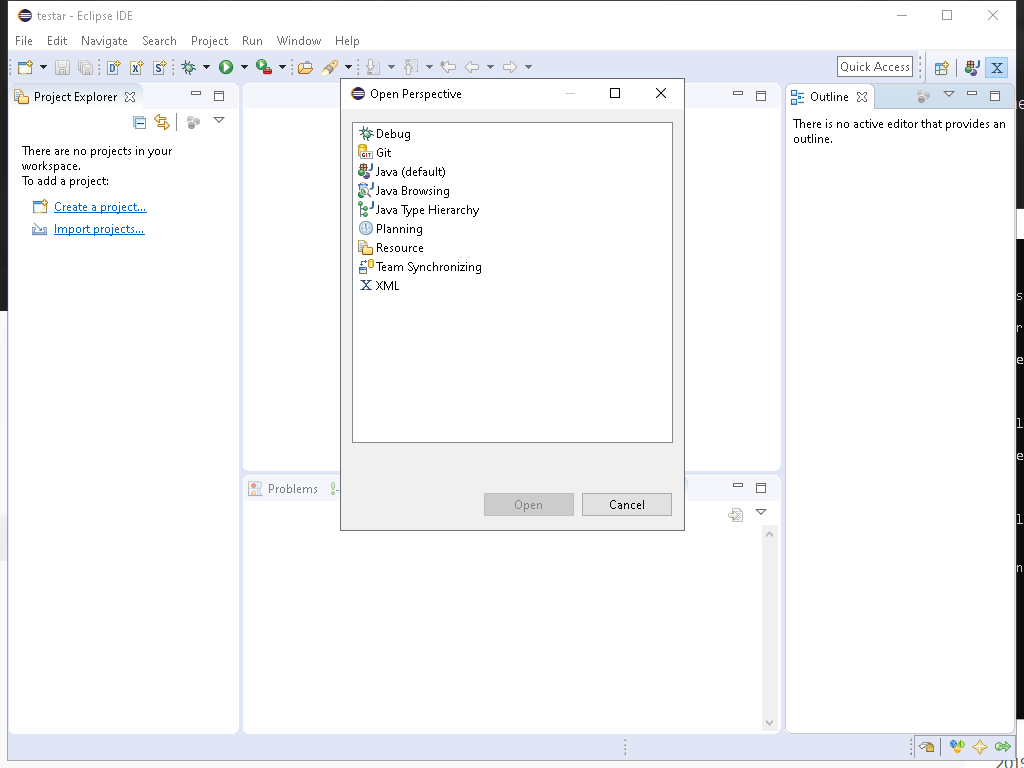 testar - Eclipse IDE
File Edit Navigate Search Project Run Window Help
Quick Access
Project Explorer
There are no projects in your
workspace.
To add a project:
Create a project...
Import projects...
Open Perspective
Debug
Git
Java (default)
Java Browsing
Java Type Hierarchy
Planning
Resource
Team Synchronizing
XML
Open Cancel
Problems
Outline
There is no active editor that provides an
outline.